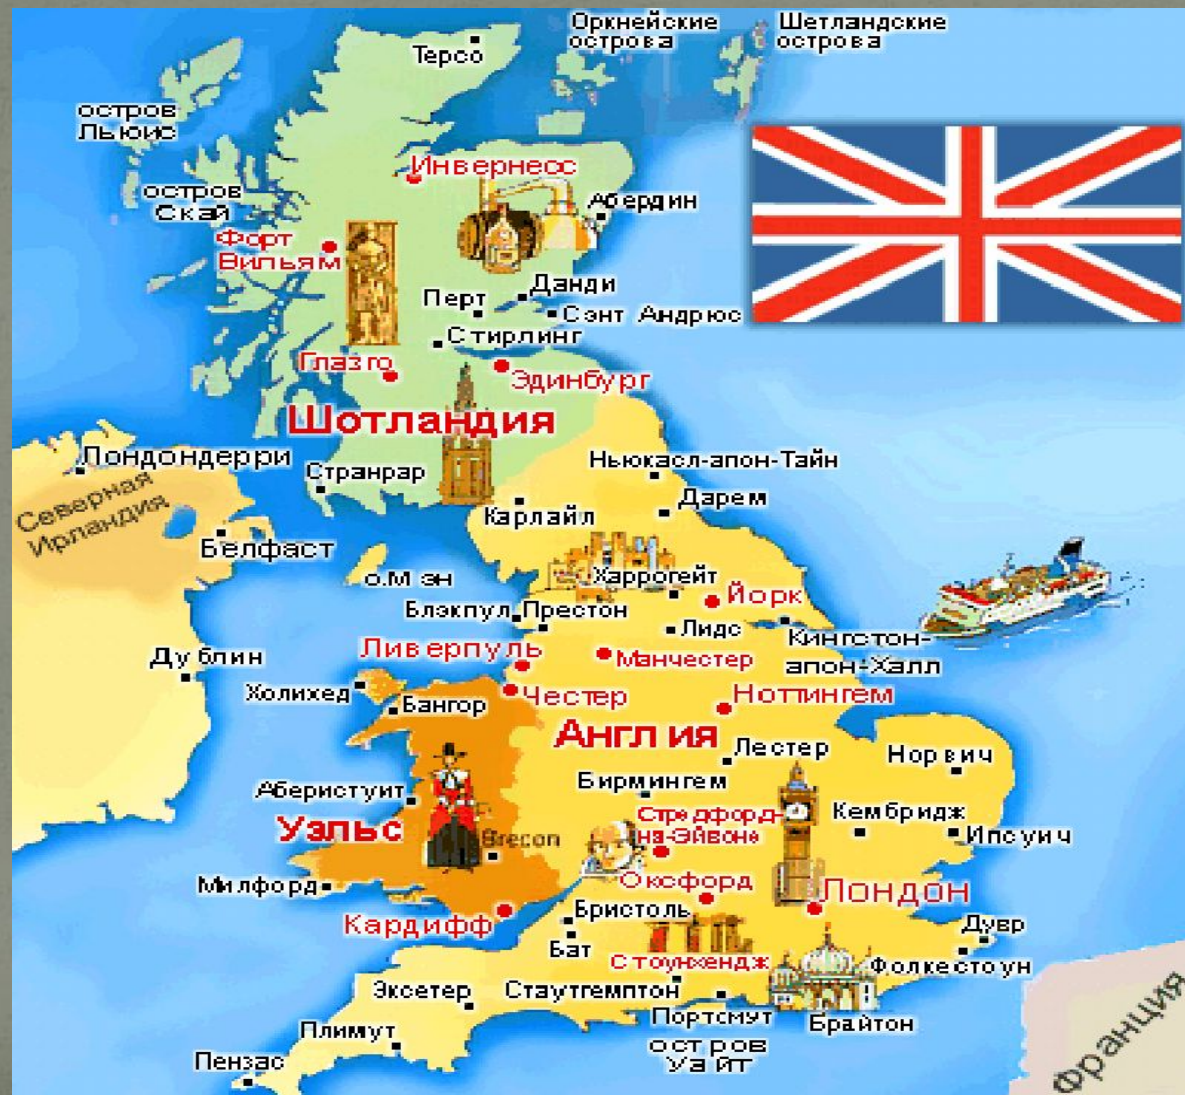 Оркнейские
острова
Шетландские
острова
Терсо
остров
Льюис
Инвернесс
остров
Скай
Абердин
Форт
Вильям
Данди
Перт
Сэнт Андрюс
Стирлинг
Глазго
Эдинбург
Шотландия
Лондондерри
Странрар
Ньюкасл-апон-Тайн
Северная
Ирландия
Дарем
Карлайл
Белфаст
о.Мэн
Харрогейт
Йорк
Блэкпул
Престон
Лидс
Кингстон-
апон-Халл
Ливерпуль
Манчестер
Дублин
Холихед
Честер
Ноттингем
Бангор
Англия
Лестер
Норвич
Бирмингем
Аберистуит
Стредфорд-
на-Эйвоне
Кембридж
Ипсуич
Уэльс
Brecon
Милфорд
Оксфорд
Лондон
Кардифф
Бристоль
Дувр
Бат
Стоунхендж
Фолкестоун
Эксетер
Стаутгемптон
Портсмут
Брайтон
Плимут
остров
Уайт
Пензас
Франция